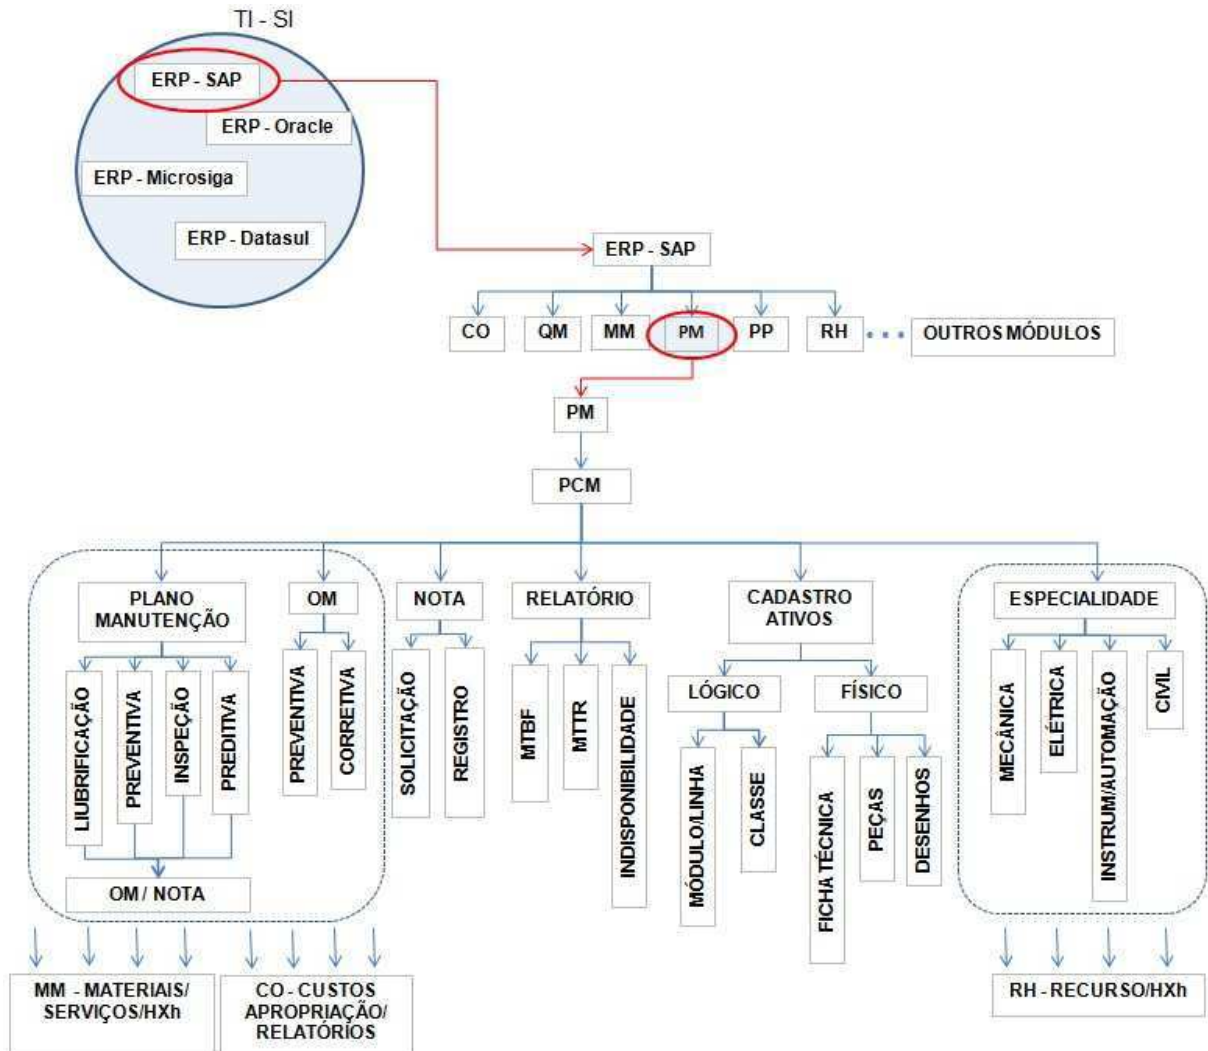 TI - SI
ERP - SAP
ERP - Oracle
ERP - Microsiga
ERP - Datasul
ERP - SAP
CO
QM
MM
PM
PP
RH
OUTROS MÓDULOS
PM
PCM
PLANO
MANUTENÇÃO
OM
NOTA
RELATÓRIO
CADASTRO
ATIVOS
ESPECIALIDADE
LIUBRIFICAÇÃO
PREVENTIVA
INSPEÇÃO
PREDITIVA
PREVENTIVA
CORRETIVA
SOLICITAÇÃO
REGISTRO
MTBF
MTTR
INDISPONIBILIDADE
LÓGICO
FÍSICO
MÓDULO/LINHA
CLASSE
FICHA TÉCNICA
PEÇAS
DESENHOS
MECÂNICA
ELÉTRICA
INSTRUM/AUTOMAÇÃO
CIVIL
OM / NOTA
MM - MATERIAIS/
SERVIÇOS/HXh
CO - CUSTOS
APROPRIAÇÃO/
RELATÓRIOS
RH - RECURSO/HXh